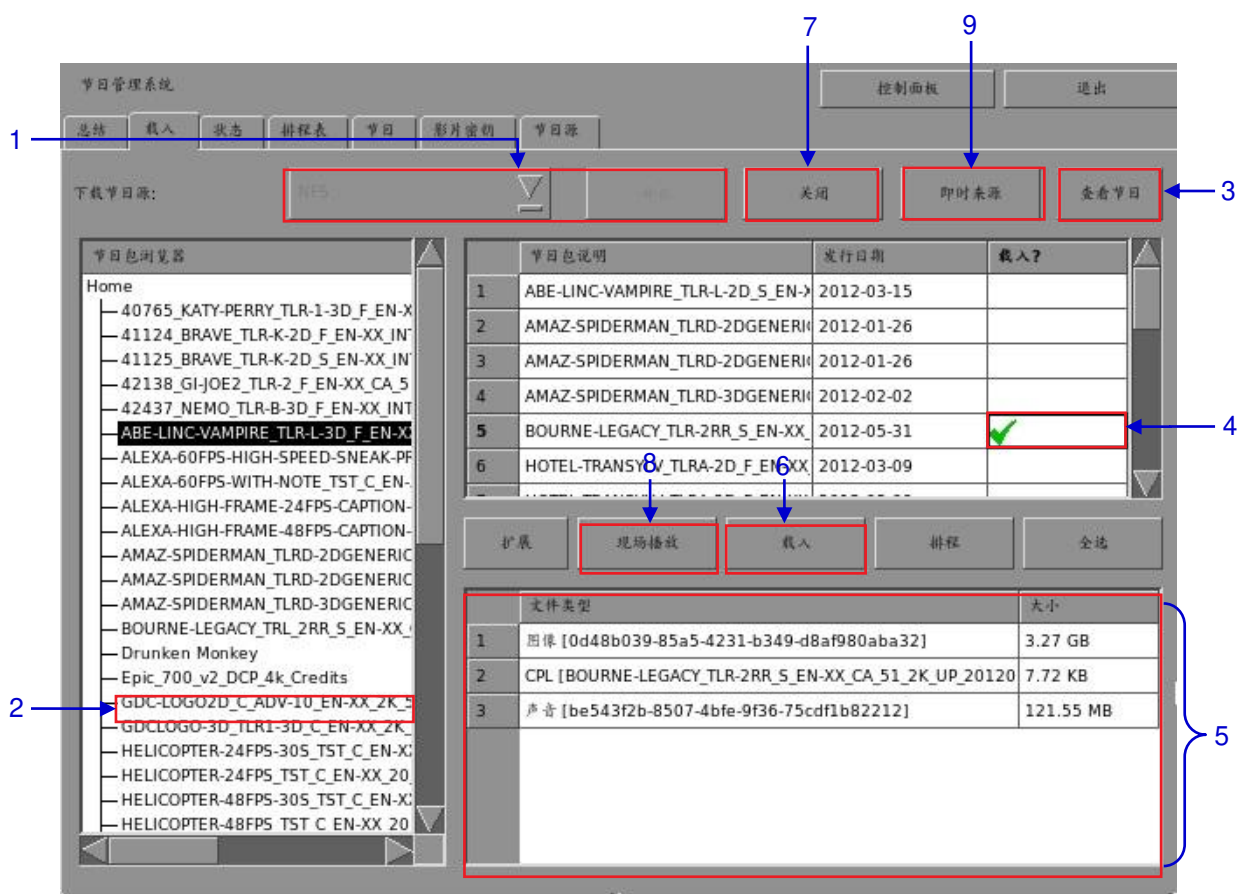 7
9
节目管理系统
控制面板
退出
总结 载入 状态 排程表 节目 影片密钥 节目源
1
下载节目源:
NFS
关闭
即时来源
查看节目
3
节目包浏览器
Home
40765_KATY-PERRY_TLR-1-3D_F_EN-X
41124_BRAVE_TLR-K-2D_F_EN-XX_IN
41125_BRAVE_TLR-K-2D_S_EN-XX_IN
42138_GI-JOE2_TLR-2_F_EN-XX_CA_5
42437_NEMO_TLR-B-3D_F_EN-XX_INT
ABE-LINC-VAMPIRE_TLR-L-3D_F_EN-X
ALEXA-60FPS-HIGH-SPEED-SNEAK-PR
ALEXA-60FPS-WITH-NOTE_TST_C_EN-
ALEXA-HIGH-FRAME-24FPS-CAPTION-
ALEXA-HIGH-FRAME-48FPS-CAPTION-
AMAZ-SPIDERMAN_TLRD-2DGENERIC
AMAZ-SPIDERMAN_TLRD-2DGENERIC
AMAZ-SPIDERMAN_TLRD-3DGENERIC
BOURNE-LEGACY_TRL_2RR_S_EN-XX_
Drunken Monkey
Epic_700_v2_DCP_4k_Credits
GDC-LOGO2D_C_ADV-10_EN-XX_2K_5
2
GDCLOGO-3D_TLR1-3D_C_EN-XX_2K_
HELICOPTER-24FPS-30S_TST_C_EN-X
HELICOPTER-24FPS_TST_C_EN-XX_20
HELICOPTER-48FPS-30S_TST_C_EN-X
HELICOPTER-48FPS TST C EN-XX 20
节目包说明 发行日期 载入?
1 ABE-LINC-VAMPIRE_TLR-L-2D_S_EN-X 2012-03-15
2 AMAZ-SPIDERMAN_TLRD-2DGENERI 2012-01-26
3 AMAZ-SPIDERMAN_TLRD-2DGENERI 2012-01-26
4 AMAZ-SPIDERMAN_TLRD-3DGENERI 2012-02-02
5 BOURNE-LEGACY_TLR-2RR_S_EN-XX_ 2012-05-31
4
6 HOTEL-TRANSYLV_TLRA-2D_F_EN-XX 2012-03-09
8
6
扩展 现场播放 载入 排程 全选
文件类型 大小
1 图像 [0d48b039-85a5-4231-b349-d8af980aba32] 3.27 GB
2 CPL [BOURNE-LEGACY_TLR-2RR_S_EN-XX_CA_51_2K_UP_20120 7.72 KB
3 声音 [be543f2b-8507-4bfe-9f36-75cdf1b82212] 121.55 MB
5